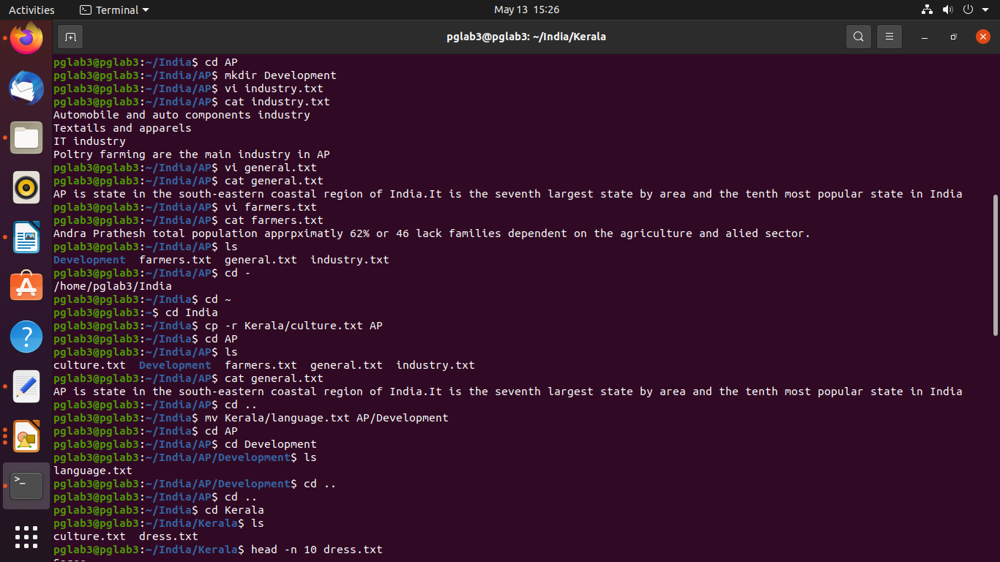 Activities
Terminal
May 13 15:26
pglab3@pglab3: ~/India/Kerala
pglab3@pglab3:~/India$ cd AP
pglab3@pglab3:~/India/AP$ mkdir Development
pglab3@pglab3:~/India/AP$ vi industry.txt
pglab3@pglab3:~/India/AP$ cat industry.txt
Automobile and auto components industry
Textails and apparels
IT industry
Poltry farming are the main industry in AP
pglab3@pglab3:~/India/AP$ vi general.txt
pglab3@pglab3:~/India/AP$ cat general.txt
AP is state in the south-eastern coastal region of India.It is the seventh largest state by area and the tenth most popular state in India
pglab3@pglab3:~/India/AP$ vi farmers.txt
pglab3@pglab3:~/India/AP$ cat farmers.txt
Andra Prathesh total population apprpximatly 62% or 46 lack families dependent on the agriculture and alied sector.
pglab3@pglab3:~/India/AP$ ls
Development  farmers.txt  general.txt  industry.txt
pglab3@pglab3:~/India/AP$ cd -
/home/pglab3/India
pglab3@pglab3:~/India$ cd ~
pglab3@pglab3:~$ cd India
pglab3@pglab3:~/India$ cp -r Kerala/culture.txt AP
pglab3@pglab3:~/India$ cd AP
pglab3@pglab3:~/India/AP$ ls
culture.txt  Development  farmers.txt  general.txt  industry.txt
pglab3@pglab3:~/India/AP$ cat general.txt
AP is state in the south-eastern coastal region of India.It is the seventh largest state by area and the tenth most popular state in India
pglab3@pglab3:~/India/AP$ cd ..
pglab3@pglab3:~/India$ mv Kerala/language.txt AP/Development
pglab3@pglab3:~/India$ cd AP
pglab3@pglab3:~/India/AP$ cd Development
pglab3@pglab3:~/India/AP/Development$ ls
language.txt
pglab3@pglab3:~/India/AP/Development$ cd ..
pglab3@pglab3:~/India/AP$ cd ..
pglab3@pglab3:~/India$ cd Kerala
pglab3@pglab3:~/India/Kerala$ ls
culture.txt  dress.txt
pglab3@pglab3:~/India/Kerala$ head -n 10 dress.txt